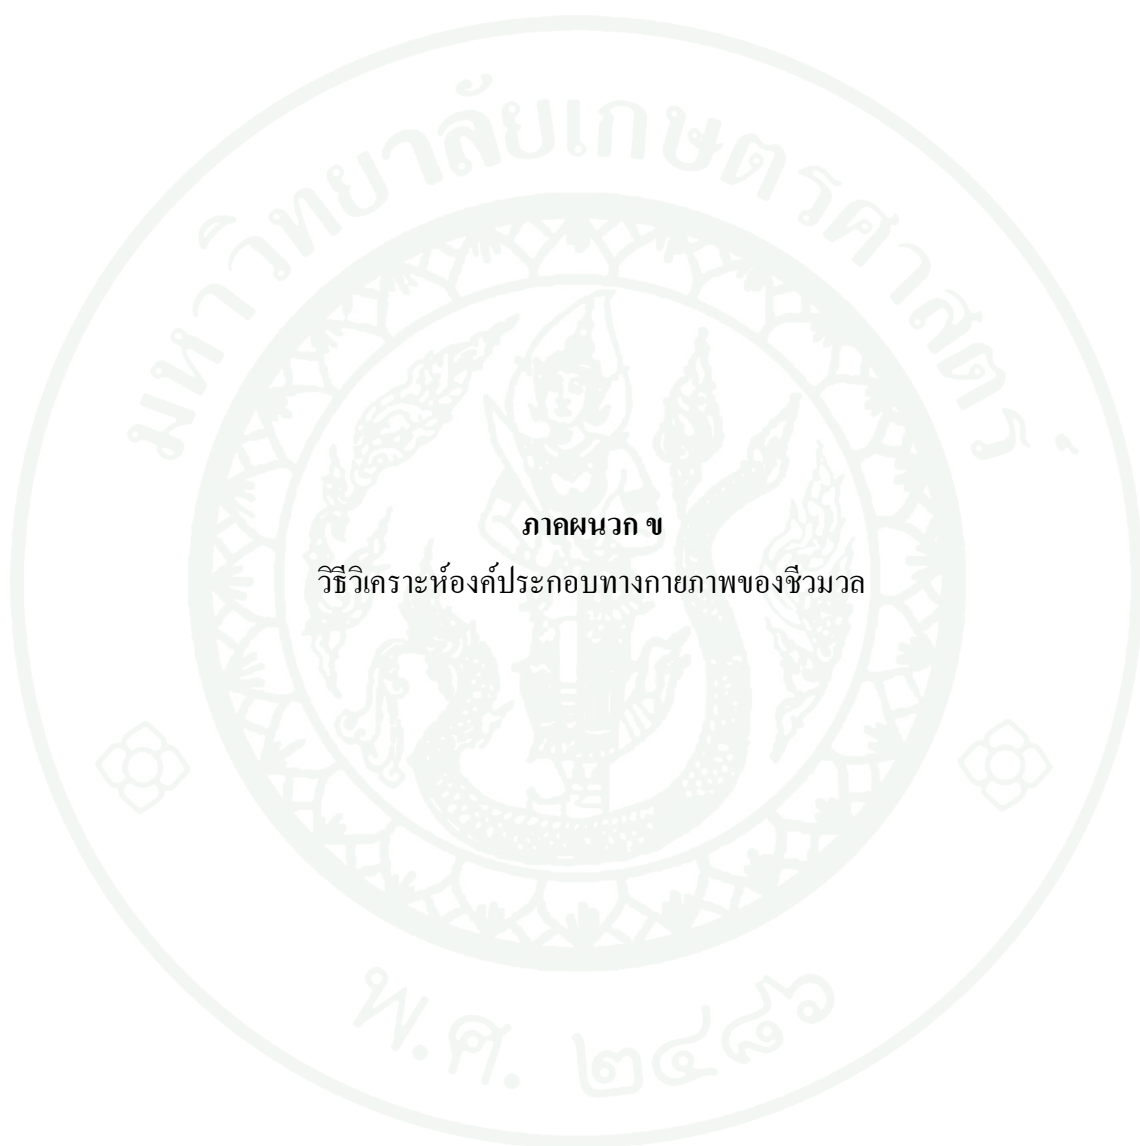 มหาวิทยาลัยเกษตรศาสตร์
ภาคผนวก ข
วิธีวิเคราะห์องค์ประกอบทางกายภาพของชีวมวล
พ.ศ. ๒๔๘๖